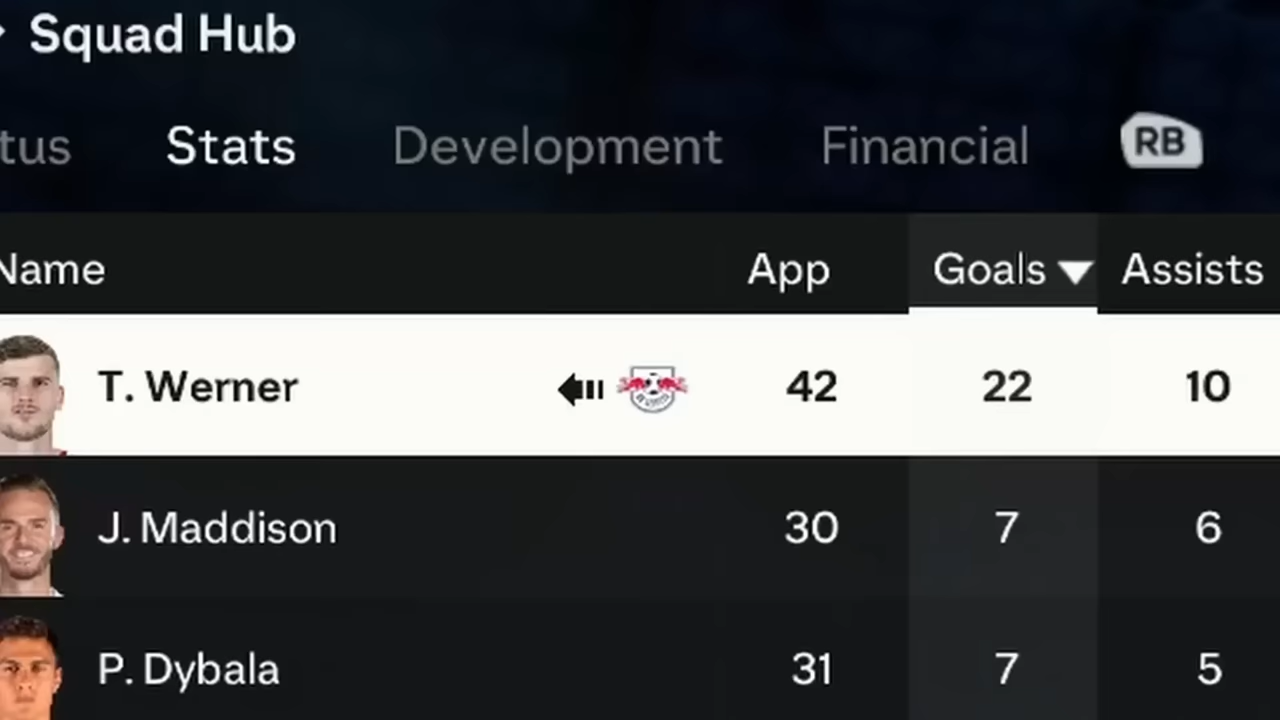 Squad Hub
tus Stats Development Financial RB
Name App Goals Assists
T. Werner 42 22 10
J. Maddison 30 7 6
P. Dybala 31 7 5